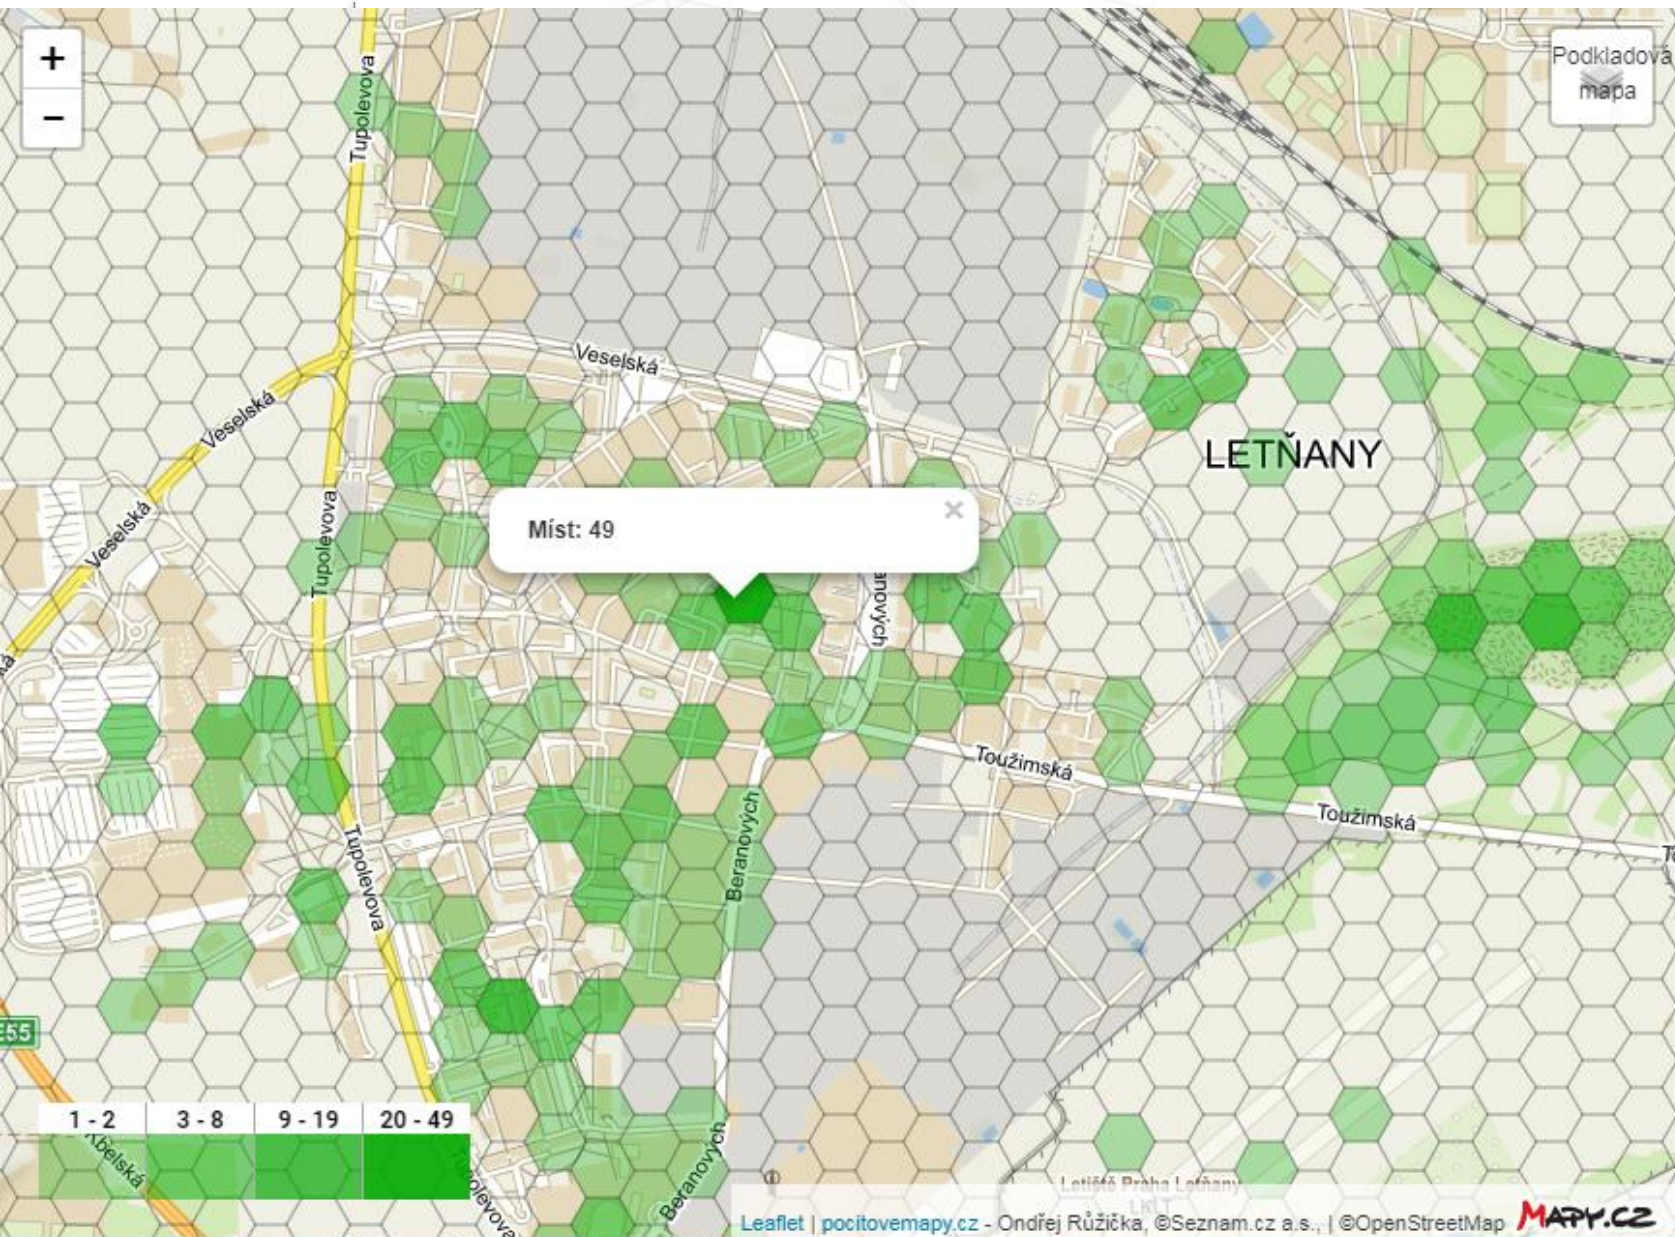 +
−
Podkladová
mapa
Tupolevova
Veselská
Veselská
Veselská
LETŇANY
Tupolevova
Míst: 49
×
anových
ká
Toužimská
Toužimská
Beranových
Tupolevova
E55
1 - 2
3 - 8
9 - 19
20 - 49
Kbelská
Tupolevova
Beranových
Letiště Praha Letňany
LKLT
Leaflet | pocitovemapy.cz - Ondřej Růžička, ©Seznam.cz a.s., | ©OpenStreetMap
MAPY.CZ